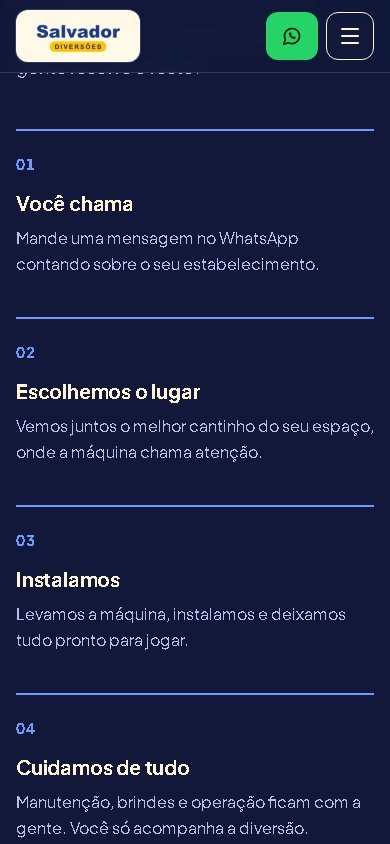 Salvador
DIVERSÕES
01
Você chama
Mande uma mensagem no WhatsApp
contando sobre o seu estabelecimento.
02
Escolhemos o lugar
Vemos juntos o melhor cantinho do seu espaço,
onde a máquina chama atenção.
03
Instalamos
Levamos a máquina, instalamos e deixamos
tudo pronto para jogar.
04
Cuidamos de tudo
Manutenção, brindes e operação ficam com a
gente. Você só acompanha a diversão.